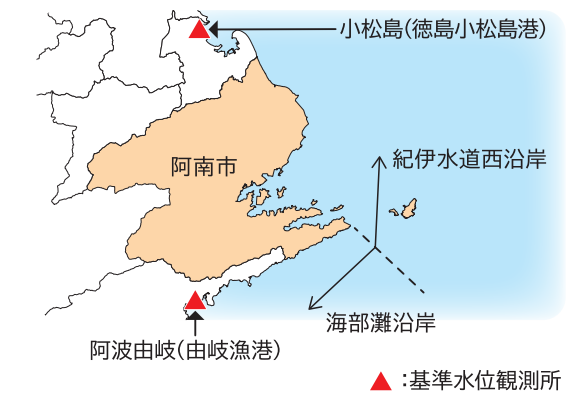 小松島(徳島小松島港)
紀伊水道西沿岸
阿南市
海部灘沿岸
阿波由岐(由岐漁港)
:基準水位観測所